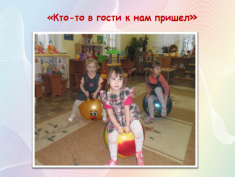 «Кто-то в гости к нам пришел»